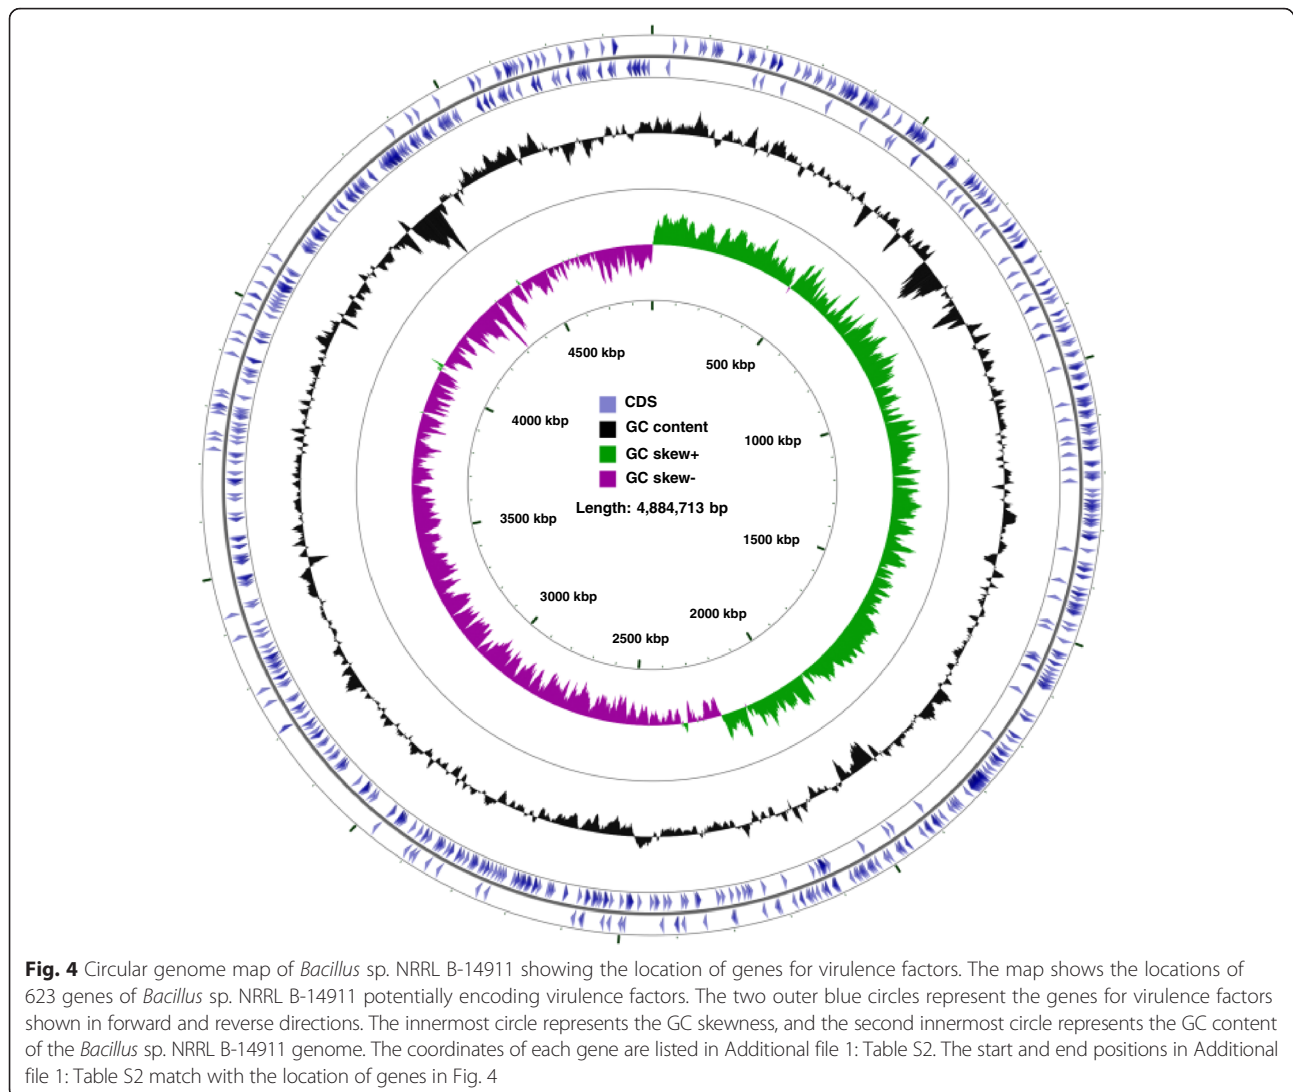 4500 kbp
500 kbp
4000 kbp
CDS
GC content
GC skew+
GC skew-
1000 kbp
Length: 4,884,713 bp
3500 kbp
1500 kbp
3000 kbp
2000 kbp
2500 kbp
Fig. 4 Circular genome map of Bacillus sp. NRRL B-14911 showing the location of genes for virulence factors. The map shows the locations of
623 genes of Bacillus sp. NRRL B-14911 potentially encoding virulence factors. The two outer blue circles represent the genes for virulence factors
shown in forward and reverse directions. The innermost circle represents the GC skewness, and the second innermost circle represents the GC content
of the Bacillus sp. NRRL B-14911 genome. The coordinates of each gene are listed in Additional file 1: Table S2. The start and end positions in Additional
file 1: Table S2 match with the location of genes in Fig. 4